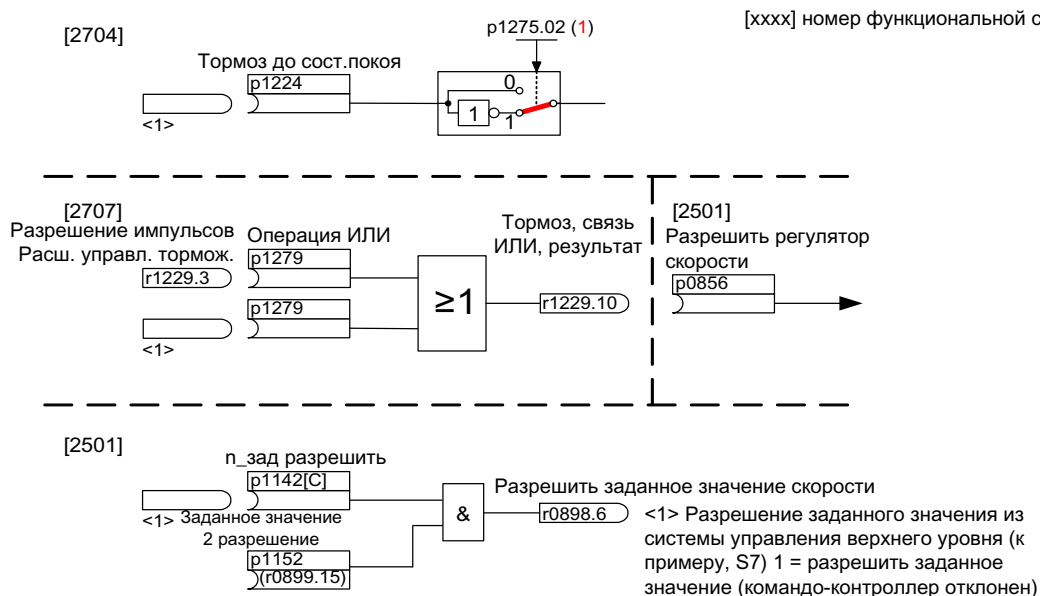 [2704]
p1275.02 (1)
[xxxx] номер функциональной с
Тормоз до сост.покоя
p1224
<1>
0
1
1
[2707]
Разрешение импульсов
Расш. управл. тормож.
r1229.3
Операция ИЛИ
p1279
p1279
<1>
≥1
Тормоз, связь
ИЛИ, результат
r1229.10
[2501]
Разрешить регулятор
скорости
p0856
[2501]
n_зад разрешить
p1142[C]
<1>
Заданное значение
2 разрешение
p1152
(r0899.15)
&
Разрешить заданное значение скорости
r0898.6
<1> Разрешение заданного значения из
системы управления верхнего уровня (к
примеру, S7) 1 = разрешить заданное
значение (командо-контроллер отклонен)